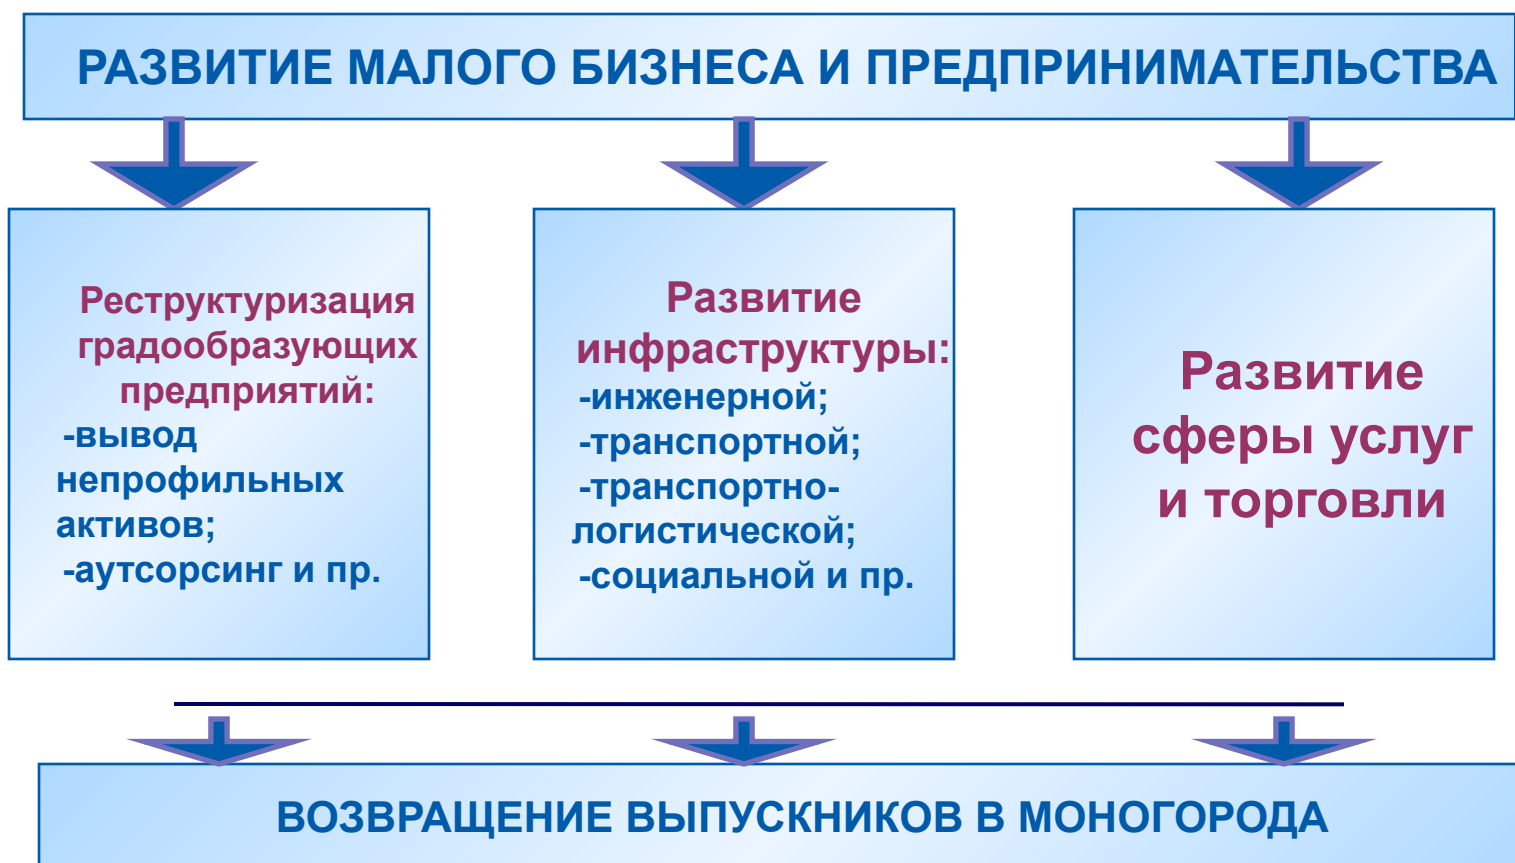 РАЗВИТИЕ МАЛОГО БИЗНЕСА И ПРЕДПРИНИМАТЕЛЬСТВА
Реструктуризация
градообразующих
предприятий:
-вывод
непрофильных
активов;
-аутсорсинг и пр.
Развитие
инфраструктуры:
-инженерной;
-транспортной;
-транспортно-
логистической;
-социальной и пр.
Развитие
сферы услуг
и торговли
ВОЗВРАЩЕНИЕ ВЫПУСКНИКОВ В МОНОГОРОДА